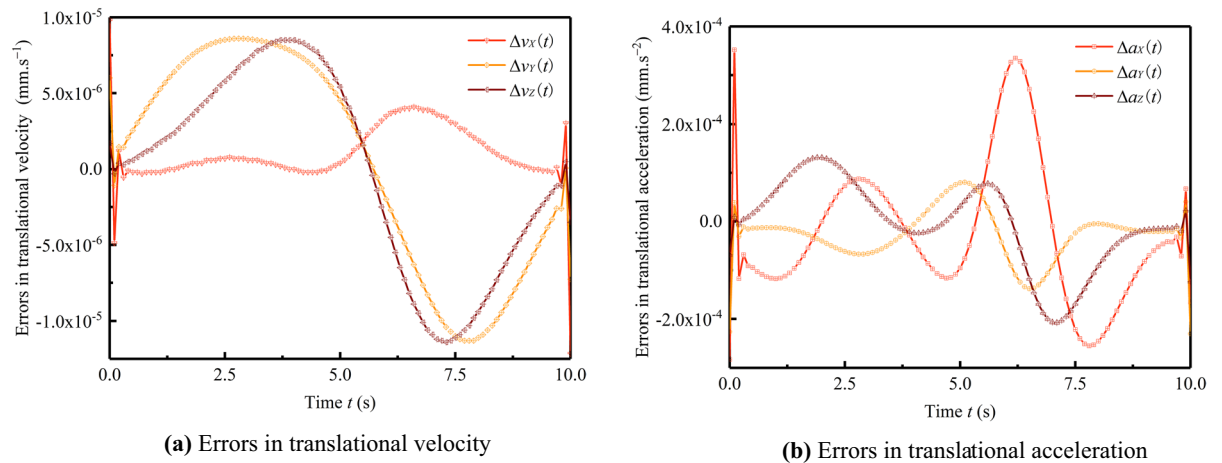 1.0x10⁻⁵
5.0x10⁻⁶
0.0
-5.0x10⁻⁶
-1.0x10⁻⁵
Errors in translational velocity (mm.s⁻¹)
ΔvX(t)
ΔvY(t)
ΔvZ(t)
0.0 2.5 5.0 7.5 10.0
Time t (s)
(a) Errors in translational velocity
4.0x10⁻⁴
2.0x10⁻⁴
0.0
-2.0x10⁻⁴
Errors in translational acceleration (mm.s⁻²)
ΔaX(t)
ΔaY(t)
ΔaZ(t)
0.0 2.5 5.0 7.5 10.0
Time t (s)
(b) Errors in translational acceleration